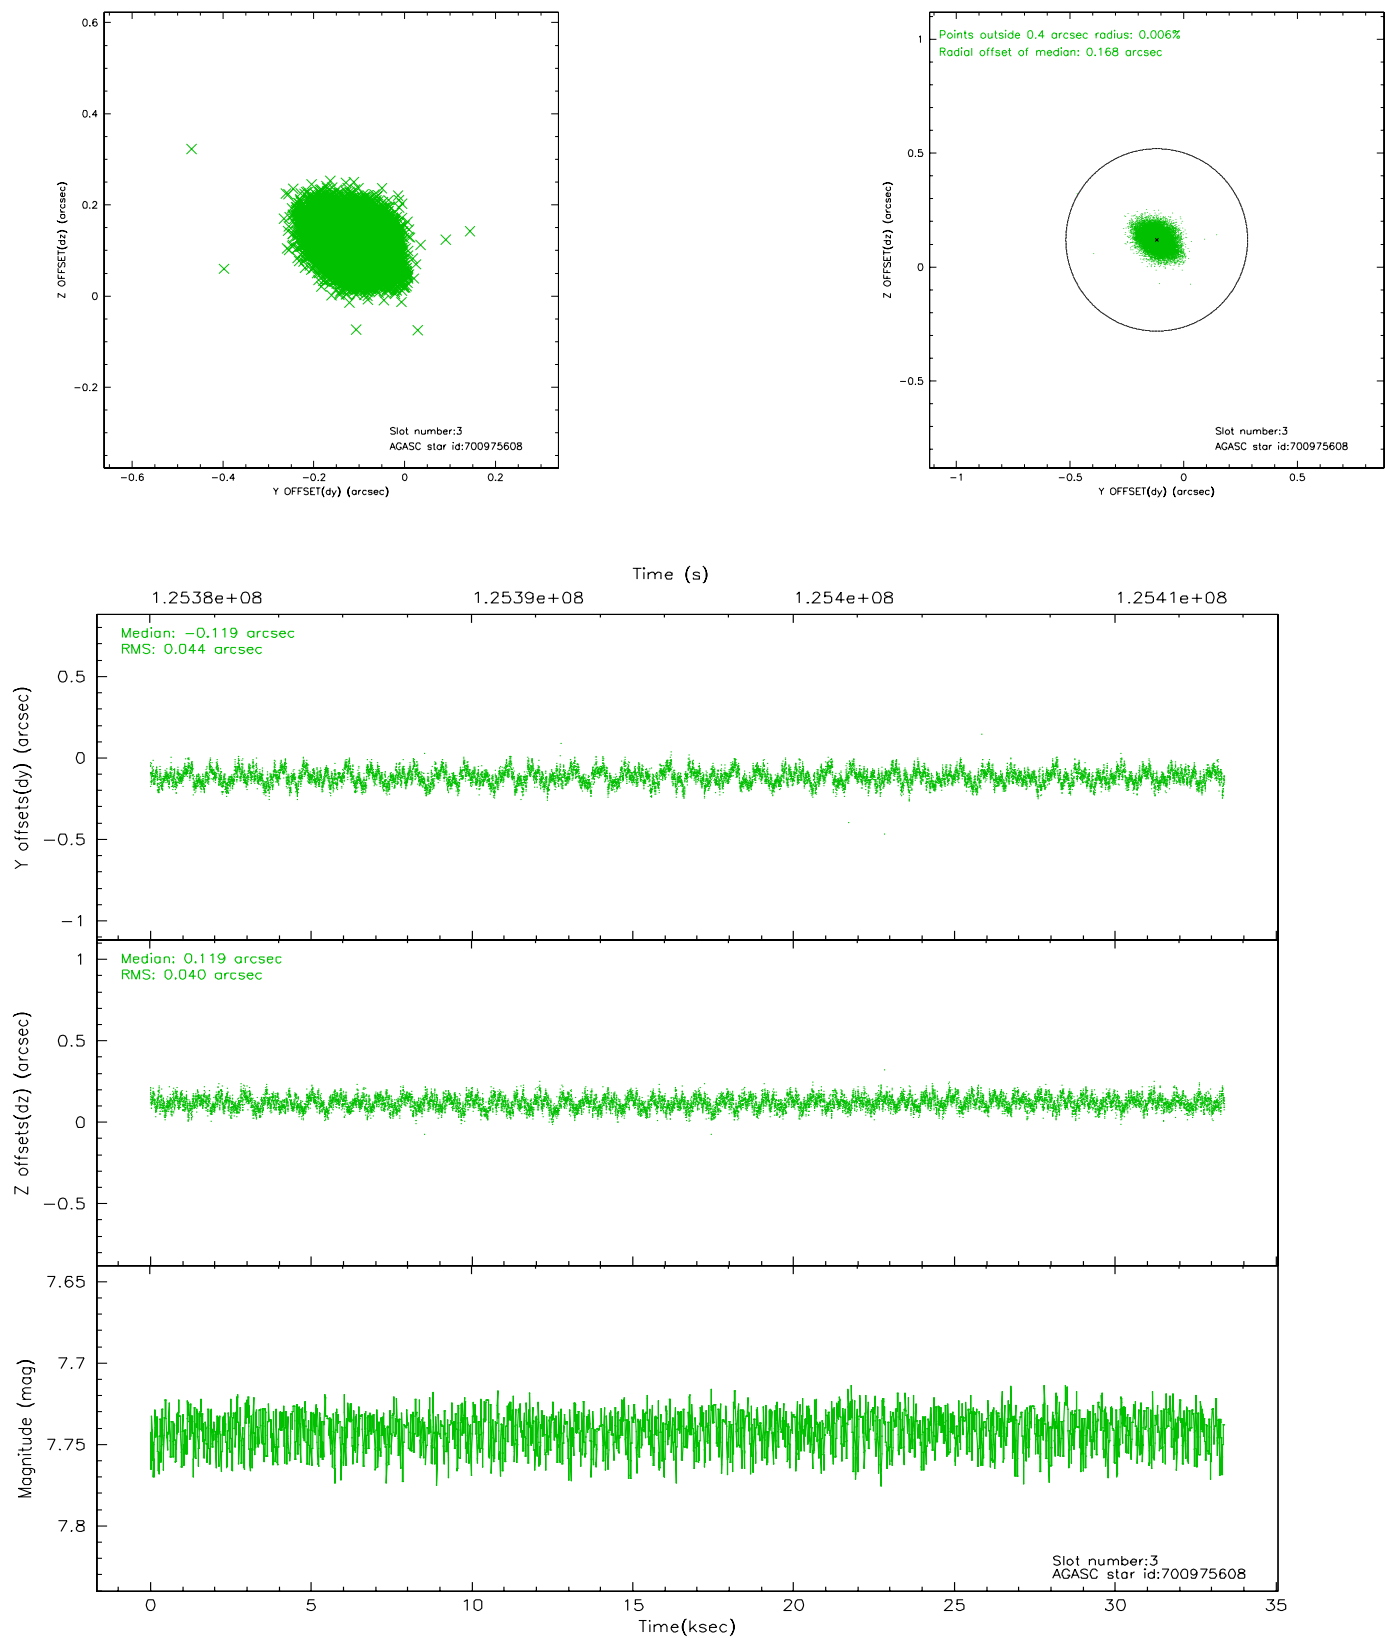 0.6
0.4
0.2
0
−0.2
Z OFFSET(dz) (arcsec)
Slot number:3
AGASC star id:700975608
−0.6 −0.4 −0.2 0 0.2
Y OFFSET(dy) (arcsec)
Points outside 0.4 arcsec radius: 0.006%
Radial offset of median: 0.168 arcsec
1
0.5
0
−0.5
Z OFFSET(dz) (arcsec)
Slot number:3
AGASC star id:700975608
−1 −0.5 0 0.5
Y OFFSET(dy) (arcsec)
Time (s)
1.2538e+08 1.2539e+08 1.254e+08 1.2541e+08
Median: −0.119 arcsec
RMS: 0.044 arcsec
0.5
0
−0.5
−1
Y offsets(dy) (arcsec)
Median: 0.119 arcsec
RMS: 0.040 arcsec
1
0.5
0
−0.5
Z offsets(dz) (arcsec)
7.65
7.7
7.75
7.8
Magnitude (mag)
Slot number:3
AGASC star id:700975608
0 5 10 15 20 25 30 35
Time(ksec)